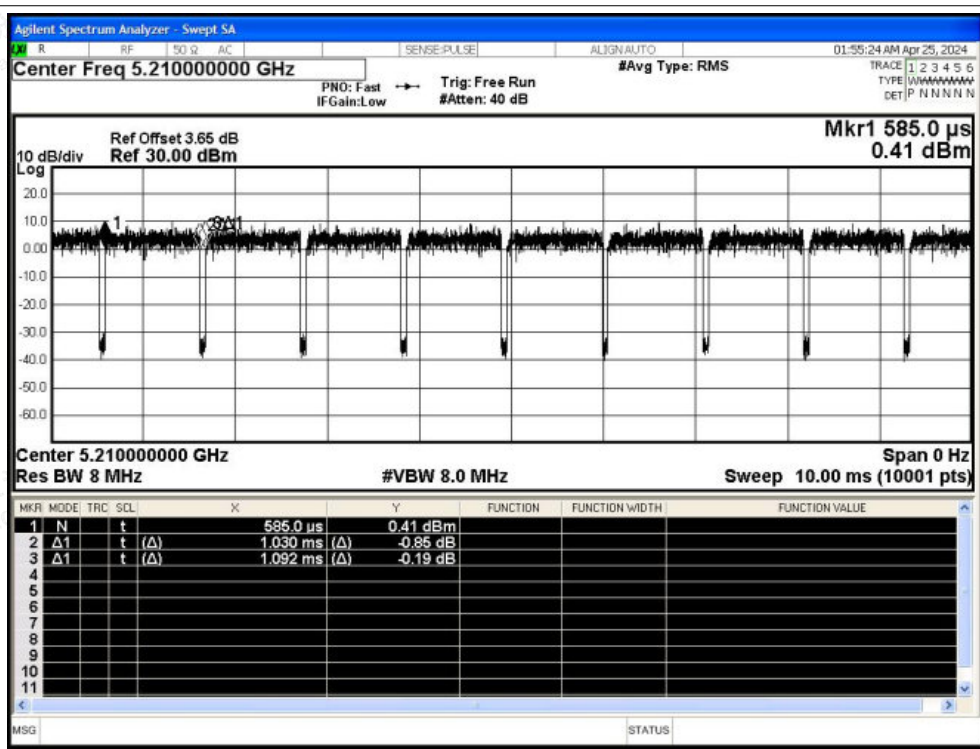 Agilent Spectrum Analyzer - Swept SA
LXI R RF 50 Ω AC SENSE:PULSE ALIGNAUTO 01:55:24 AM Apr 25, 2024
Center Freq 5.210000000 GHz #Avg Type: RMS TRACE 1 2 3 4 5 6
PNO: Fast Trig: Free Run TYPE
IFGain:Low #Atten: 40 dB DET P N N N N N
Mkr1 585.0 µs
Ref Offset 3.65 dB
10 dB/div Ref 30.00 dBm 0.41 dBm
Log
20.0
10.0
1
3Δ1
0.00
-10.0
-20.0
-30.0
-40.0
-50.0
-60.0
Center 5.210000000 GHz Span 0 Hz
Res BW 8 MHz #VBW 8.0 MHz Sweep 10.00 ms (10001 pts)
MKR MODE TRC SCL X Y FUNCTION FUNCTION WIDTH FUNCTION VALUE
1 N t 585.0 µs 0.41 dBm
2 Δ1 t (Δ) 1.030 ms (Δ) -0.85 dB
3 Δ1 t (Δ) 1.092 ms (Δ) -0.19 dB
4
5
6
7
8
9
10
11
MSG STATUS